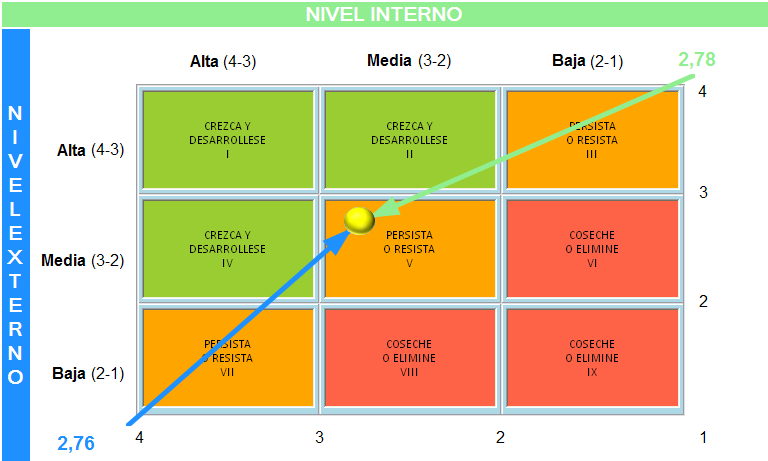 NIVEL INTERNO
Alta (4-3)
Media (3-2)
Baja (2-1)
2,78
NIVEL EXTERNO
4
Alta (4-3)
CREZCA Y
DESARROLLESE
I
CREZCA Y
DESARROLLESE
II
PERSISTA
O RESISTA
III
3
Media (3-2)
CREZCA Y
DESARROLLESE
IV
PERSISTA
O RESISTA
V
COSECHE
O ELIMINE
VI
2
Baja (2-1)
PERSISTA
O RESISTA
VII
COSECHE
O ELIMINE
VIII
COSECHE
O ELIMINE
IX
2,76
4
3
2
1